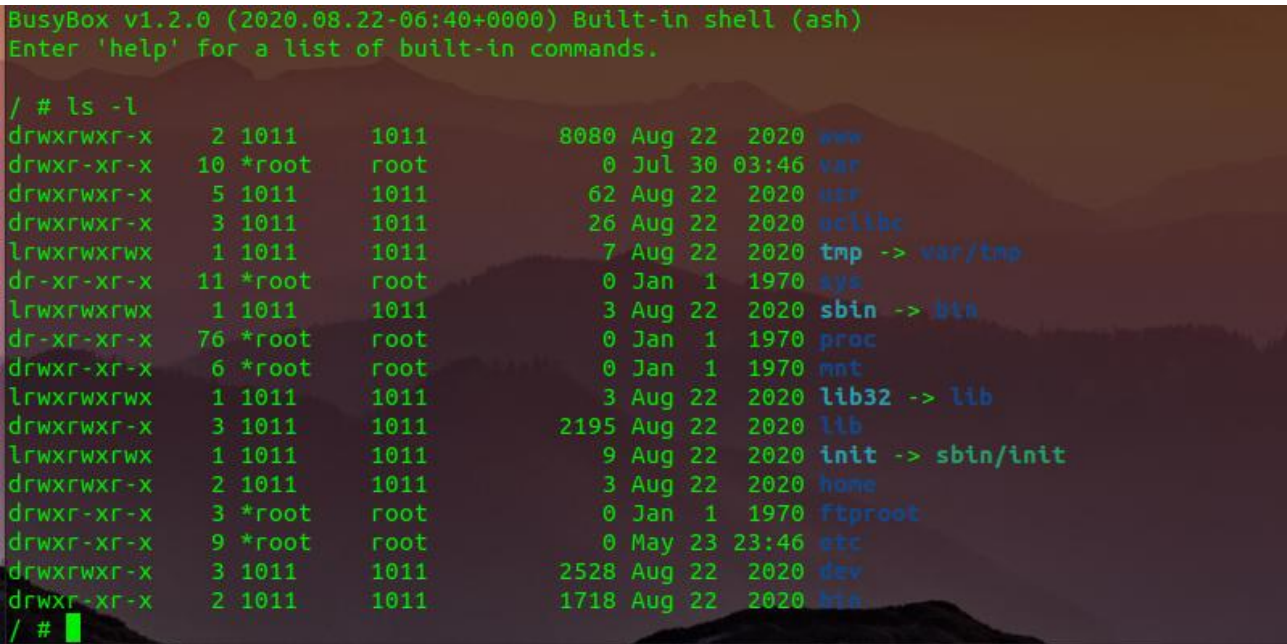 BusyBox v1.2.0 (2020.08.22-06:40+0000) Built-in shell (ash)
Enter 'help' for a list of built-in commands.
/ # ls -l
drwxrwxr-x 2 1011 1011 8080 Aug 22 2020 www
drwxr-xr-x 10 *root root 0 Jul 30 03:46 var
drwxrwxr-x 5 1011 1011 62 Aug 22 2020 usr
drwxrwxr-x 3 1011 1011 26 Aug 22 2020 uclibc
lrwxrwxrwx 1 1011 1011 7 Aug 22 2020 tmp -> var/tmp
dr-xr-xr-x 11 *root root 0 Jan 1 1970 sys
lrwxrwxrwx 1 1011 1011 3 Aug 22 2020 sbin -> bin
dr-xr-xr-x 76 *root root 0 Jan 1 1970 proc
drwxr-xr-x 6 *root root 0 Jan 1 1970 mnt
lrwxrwxrwx 1 1011 1011 3 Aug 22 2020 lib32 -> lib
drwxrwxr-x 3 1011 1011 2195 Aug 22 2020 lib
lrwxrwxrwx 1 1011 1011 9 Aug 22 2020 init -> sbin/init
drwxrwxr-x 2 1011 1011 3 Aug 22 2020 home
drwxr-xr-x 3 *root root 0 Jan 1 1970 ftproot
drwxr-xr-x 9 *root root 0 May 23 23:46 etc
drwxrwxr-x 3 1011 1011 2528 Aug 22 2020 dev
drwxr-xr-x 2 1011 1011 1718 Aug 22 2020 bin
/ #